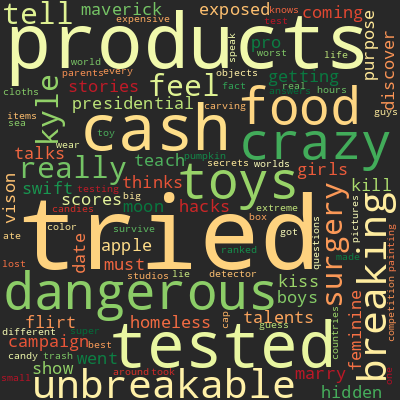 tell maverick exposed knows coming
expensive test
products
speak worst life
pro
purpose
discover
world
parents every
stories feel getting
cloths
presidential objects fact real hours
answers
guys
kyle
items
sea
cash carving food
wear toy
crazy
talks really teach pumpkin
secrets worlds
girls
swift testing thinks toys kill
vison
scores big
candies moon hacks extreme
box
surgery
pictures
breaking
ate
color
date
survive
apple
got
tried
questions
lost
must
studios lie detector
ranked
made
painting
competition
dangerous kiss
boys
feminine
flirt homeless cap talents
guess
countries
different super
campaign best
went
tested
candy trash
show around took
marry
small
unbreakable hidden